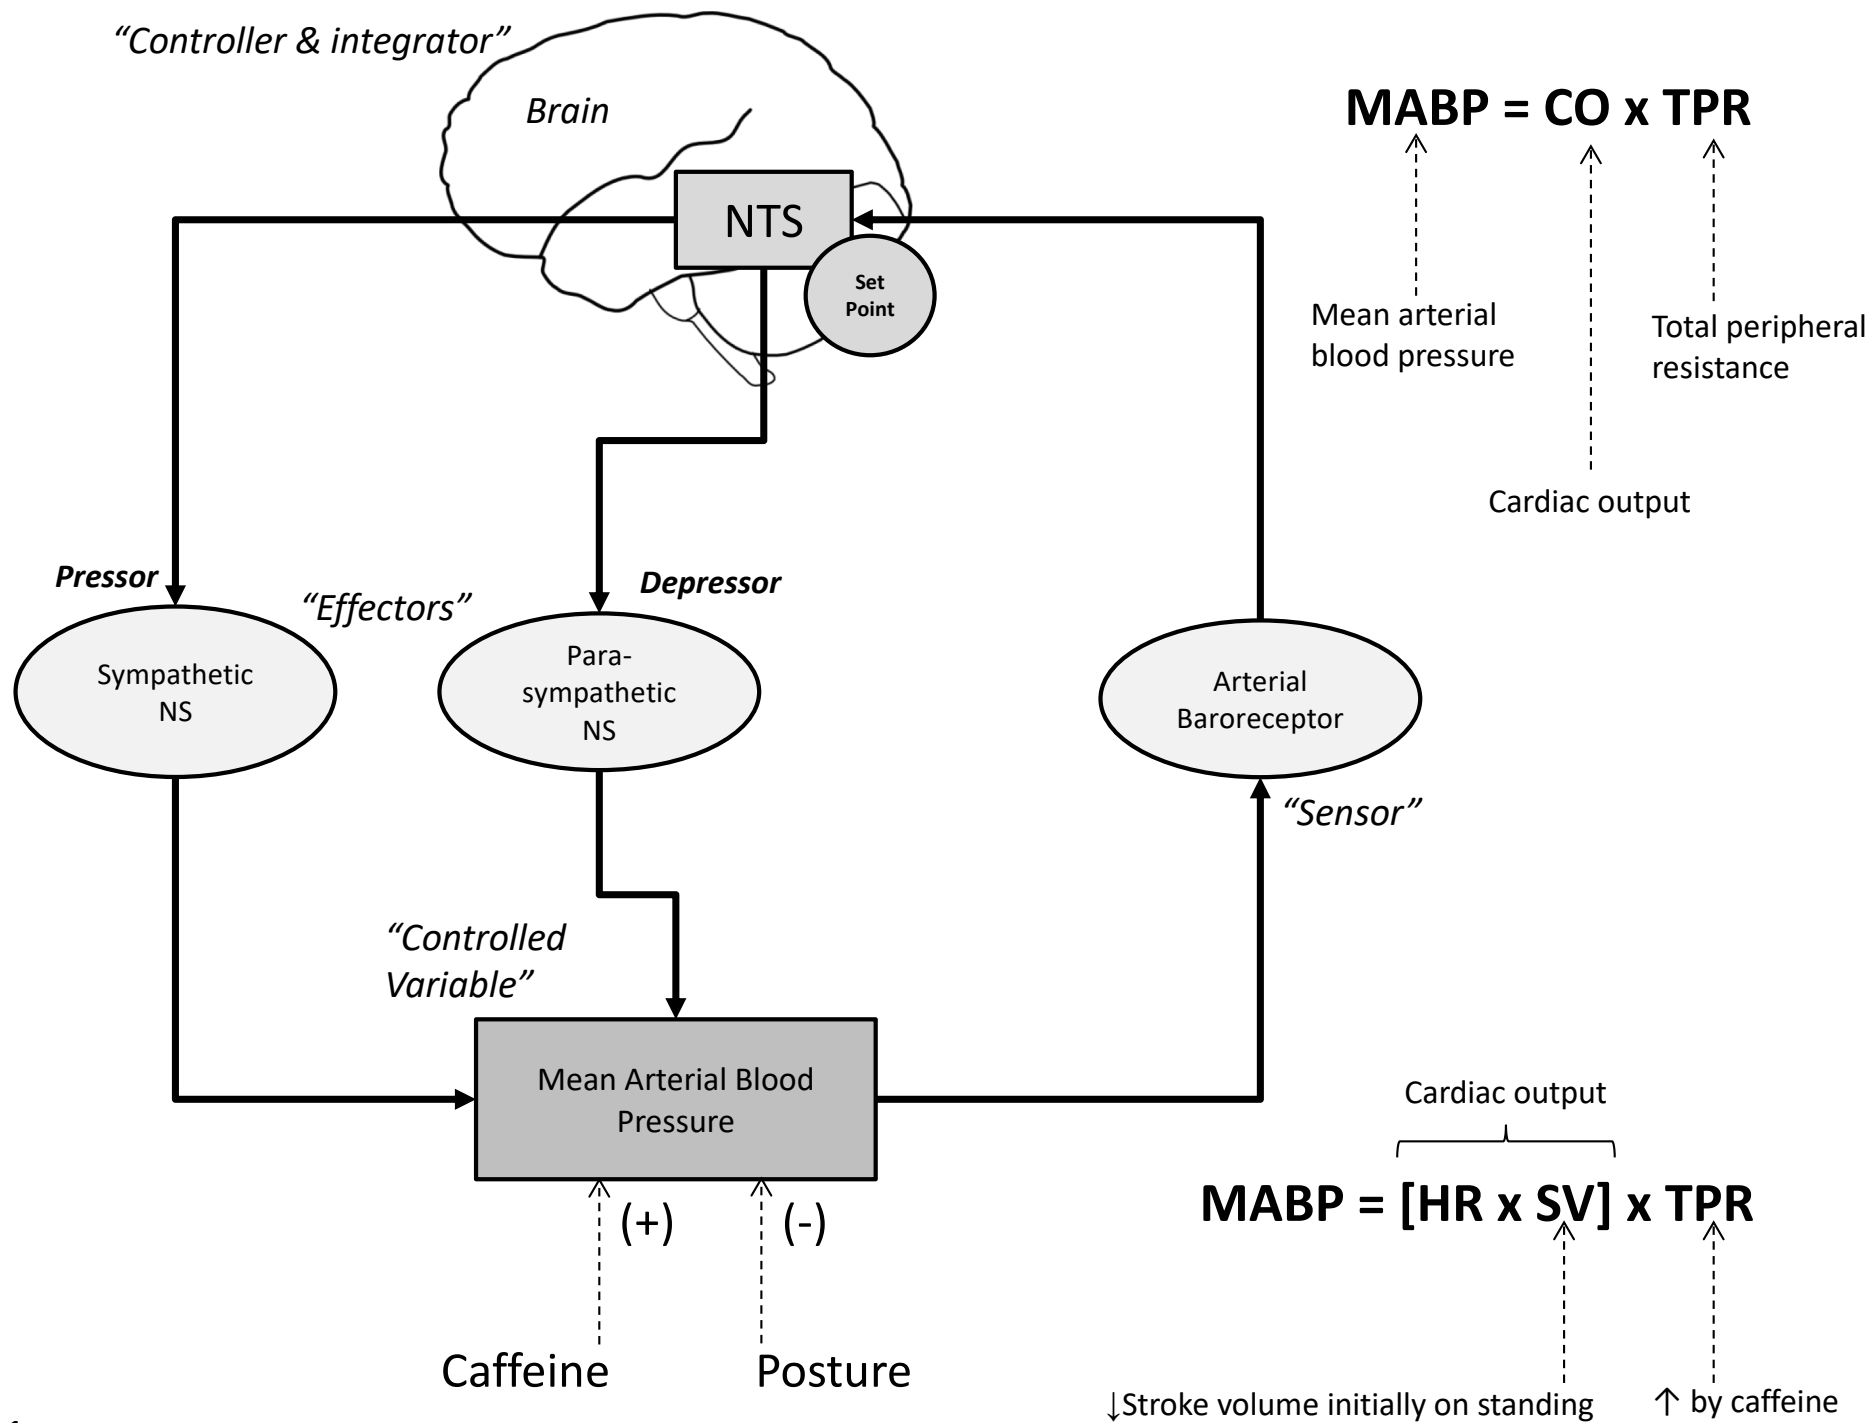 “Controller & integrator”
Brain
MABP = CO x TPR
NTS
Set
Point
Mean arterial
blood pressure
Total peripheral
resistance
Cardiac output
Pressor
“Effectors”
Depressor
Sympathetic
NS
Para-
sympathetic
NS
Arterial
Baroreceptor
“Sensor”
“Controlled
Variable”
Mean Arterial Blood
Pressure
Cardiac output
MABP = [HR x SV] x TPR
(+)
(-)
Caffeine
Posture
↓Stroke volume initially on standing
↑ by caffeine